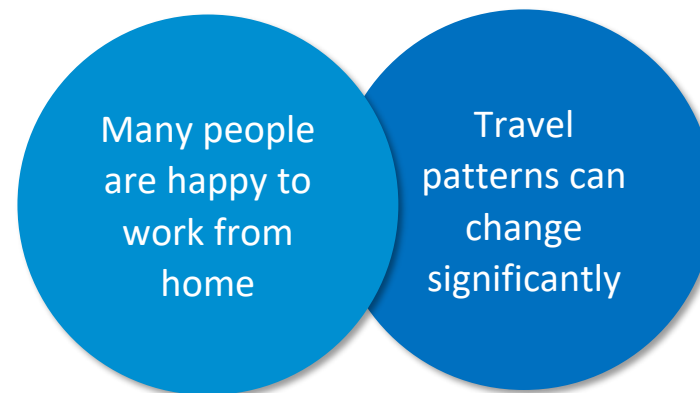 Many people
are happy to
work from
home
Travel
patterns can
change
significantly